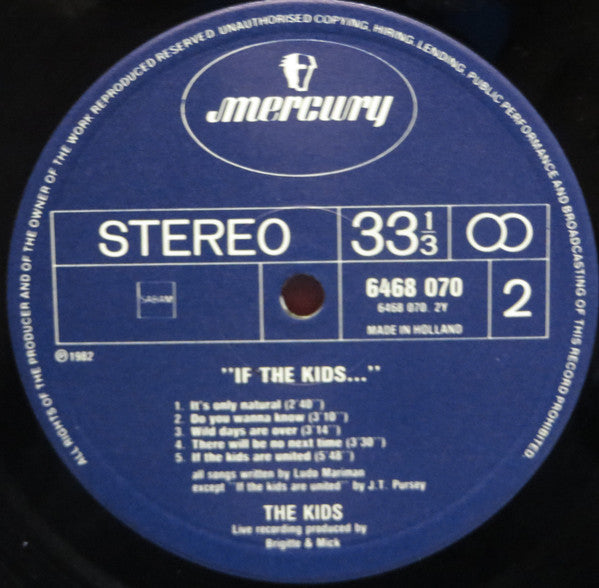 ALL RIGHTS OF THE PRODUCER AND OF THE OWNER OF THE WORK REPRODUCED RESERVED. UNAUTHORISED COPYING, HIRING, LENDING, PUBLIC PERFORMANCE AND BROADCASTING OF THIS RECORD PROHIBITED
mercury
STEREO
33 1/3
6468 070
6468 070. 2Y
MADE IN HOLLAND
2
SABAM
℗ 1982
"IF THE KIDS..."
1. It's only natural (2'40")
2. Do you wanna know (3'10")
3. Wild days are over (3'14")
4. There will be no next time (3'30")
5. If the kids are united (5'48")
all songs written by Ludo Mariman
except "If the kids are united" by J.T. Pursey
THE KIDS
Live recording produced by
Brigitte & Mick